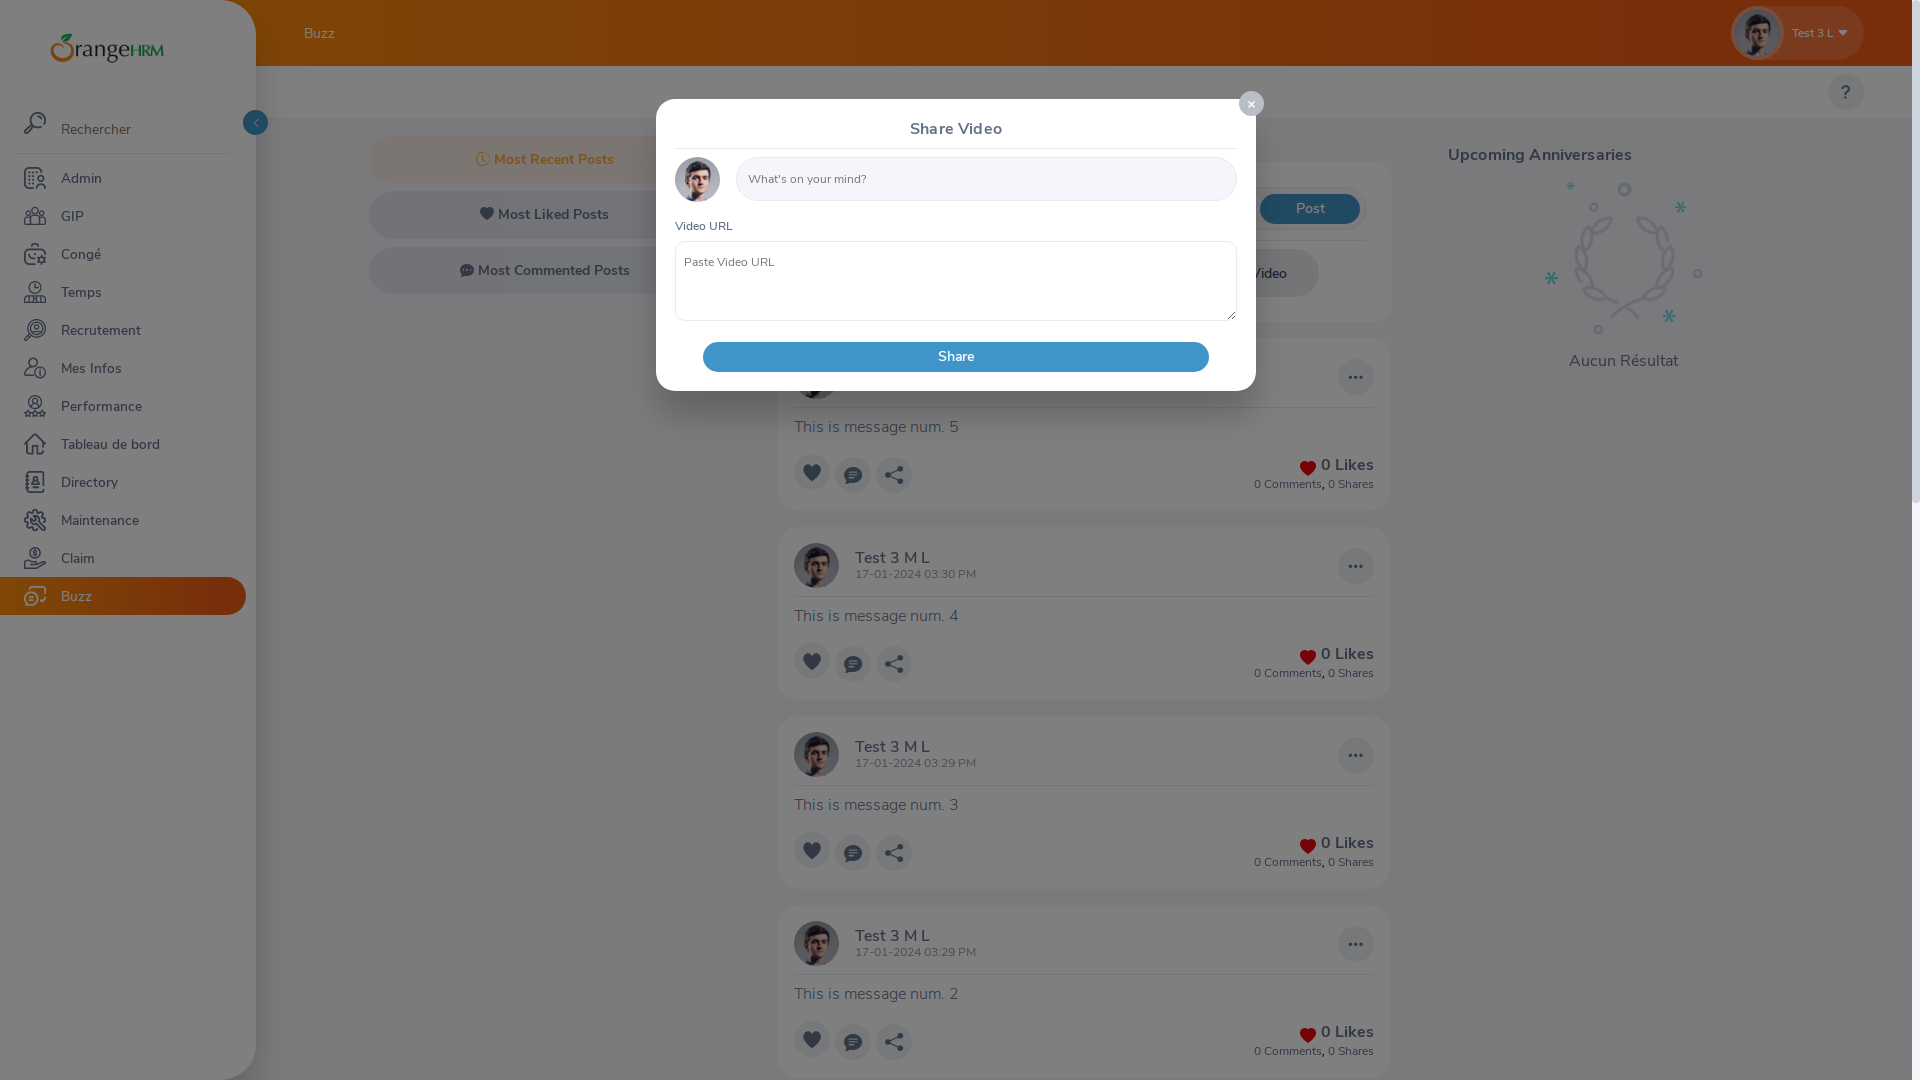 OrangeHRM
Buzz
Test 3 L
?
Rechercher
Admin
GIP
Congé
Temps
Recrutement
Mes Infos
Performance
Tableau de bord
Directory
Maintenance
Claim
Buzz
Most Recent Posts
Most Liked Posts
Most Commented Posts
×
Share Video
What's on your mind?
Video URL
Paste Video URL
Share
Post
Video
This is message num. 5
0 Likes
0 Comments, 0 Shares
Test 3 M L
17-01-2024 03:30 PM
This is message num. 4
0 Likes
0 Comments, 0 Shares
Test 3 M L
17-01-2024 03:29 PM
This is message num. 3
0 Likes
0 Comments, 0 Shares
Test 3 M L
17-01-2024 03:29 PM
This is message num. 2
0 Likes
0 Comments, 0 Shares
Upcoming Anniversaries
Aucun Résultat